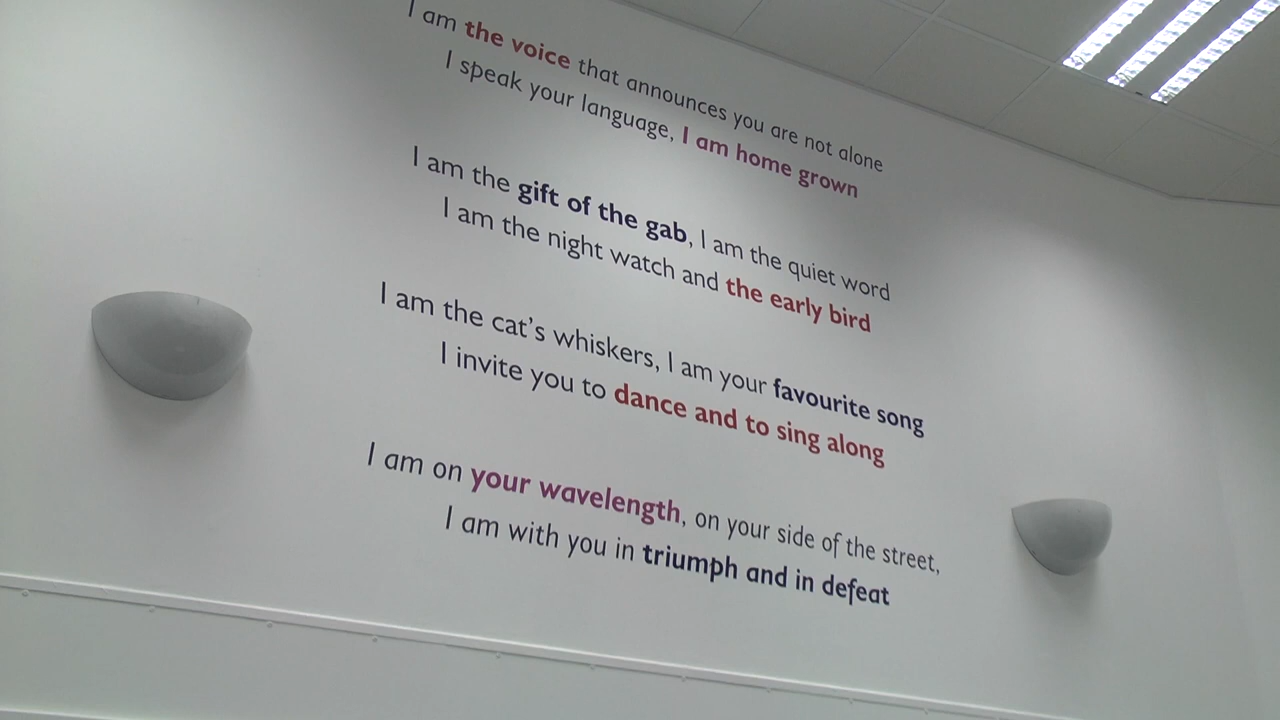 I am the voice that announces you are not alone
I speak your language, I am home grown
I am the gift of the gab, I am the quiet word
I am the night watch and the early bird
I am the cat's whiskers, I am your favourite song
I invite you to dance and to sing along
I am on your wavelength, on your side of the street,
I am with you in triumph and in defeat